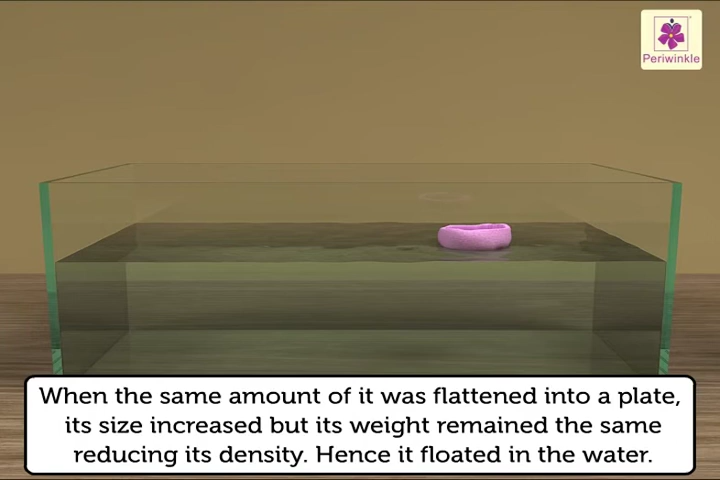 Periwinkle
When the same amount of it was flattened into a plate,
its size increased but its weight remained the same
reducing its density. Hence it floated in the water.